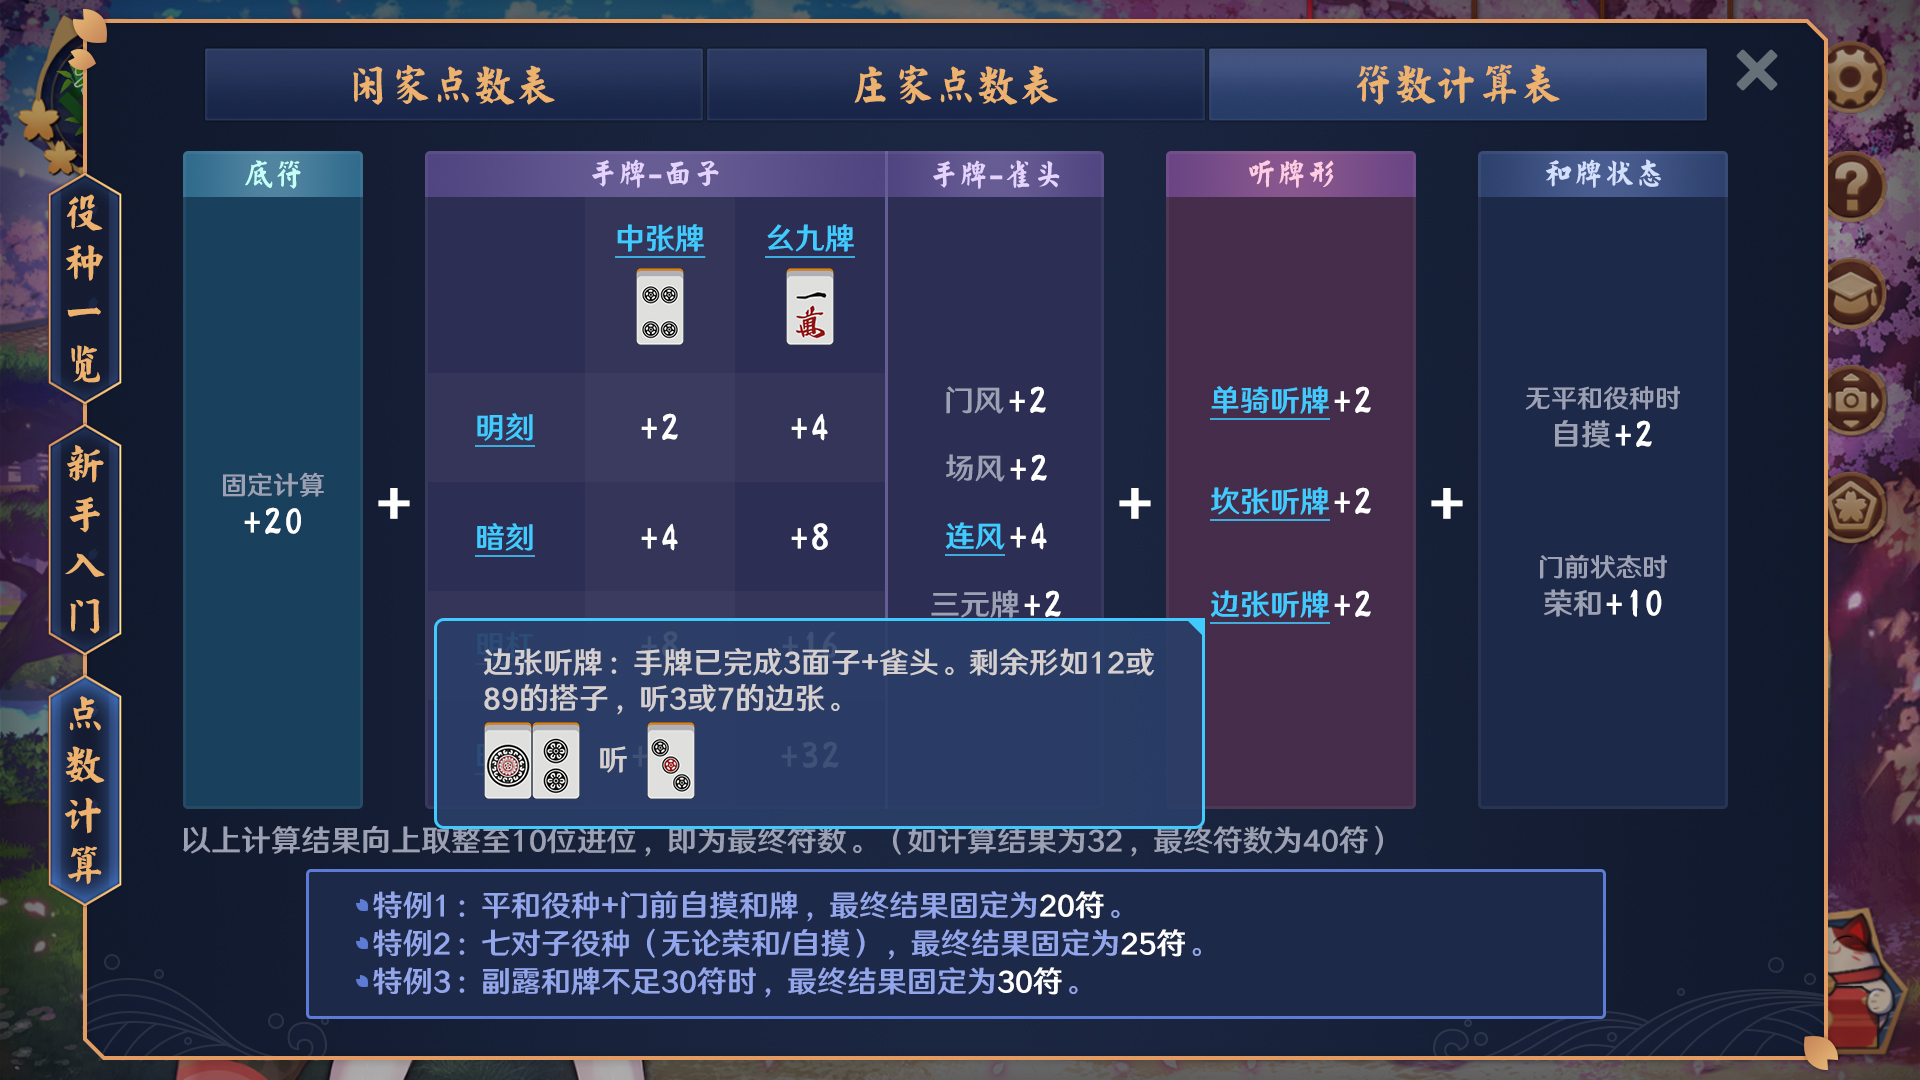 闲家点数表
庄家点数表
符数计算表
役种一览
新手入门
点数计算
底符
固定计算
+20
+
手牌-面子
中张牌
幺九牌
一萬
明刻
+2
+4
暗刻
+4
+8
明杠
+8
+16
+32
手牌-雀头
门风+2
场风+2
连风+4
三元牌+2
+
听牌形
单骑听牌+2
坎张听牌+2
边张听牌+2
+
和牌状态
无平和役种时
自摸+2
门前状态时
荣和+10
边张听牌：手牌已完成3面子+雀头。剩余形如12或
89的搭子，听3或7的边张。
听
以上计算结果向上取整至10位进位，即为最终符数。（如计算结果为32，最终符数为40符）
特例1：平和役种+门前自摸和牌，最终结果固定为20符。
特例2：七对子役种（无论荣和/自摸），最终结果固定为25符。
特例3：副露和牌不足30符时，最终结果固定为30符。